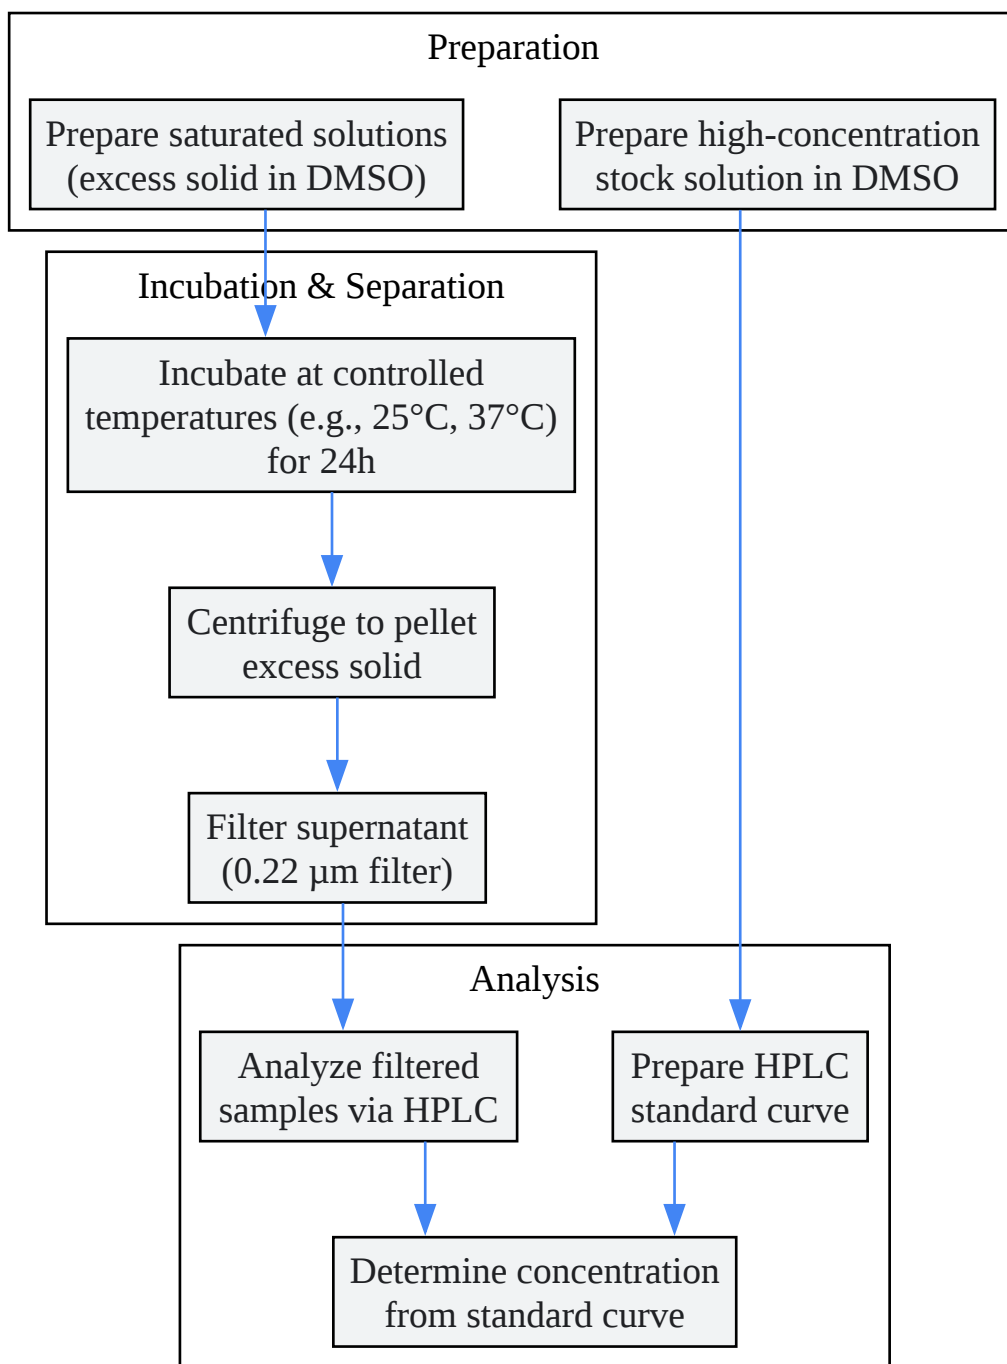 Preparation
Prepare saturated solutions
(excess solid in DMSO)
Prepare high-concentration
stock solution in DMSO
Incubation & Separation
Incubate at controlled
temperatures (e.g., 25°C, 37°C)
for 24h
Centrifuge to pellet
excess solid
Filter supernatant
(0.22 µm filter)
Analysis
Analyze filtered
samples via HPLC
Prepare HPLC
standard curve
Determine concentration
from standard curve